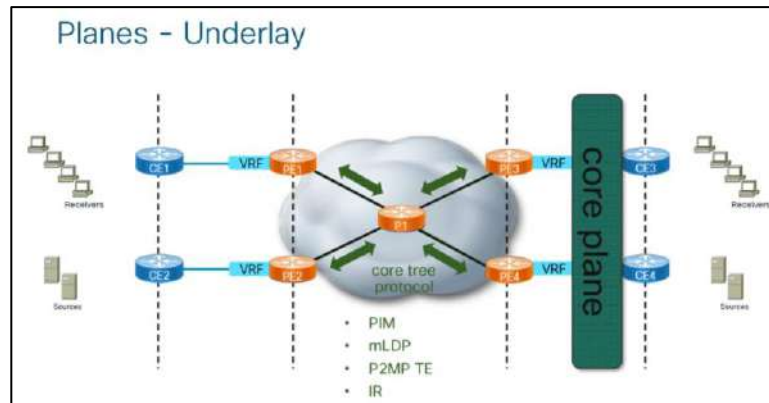 Planes - Underlay
CE1
VRF
PE1
PE3
VRF
CE3
Receivers
Receivers
P1
CE2
VRF
PE2
core tree
protocol
PE4
VRF
CE4
Sources
Sources
core plane
• PIM
• mLDP
• P2MP TE
• IR